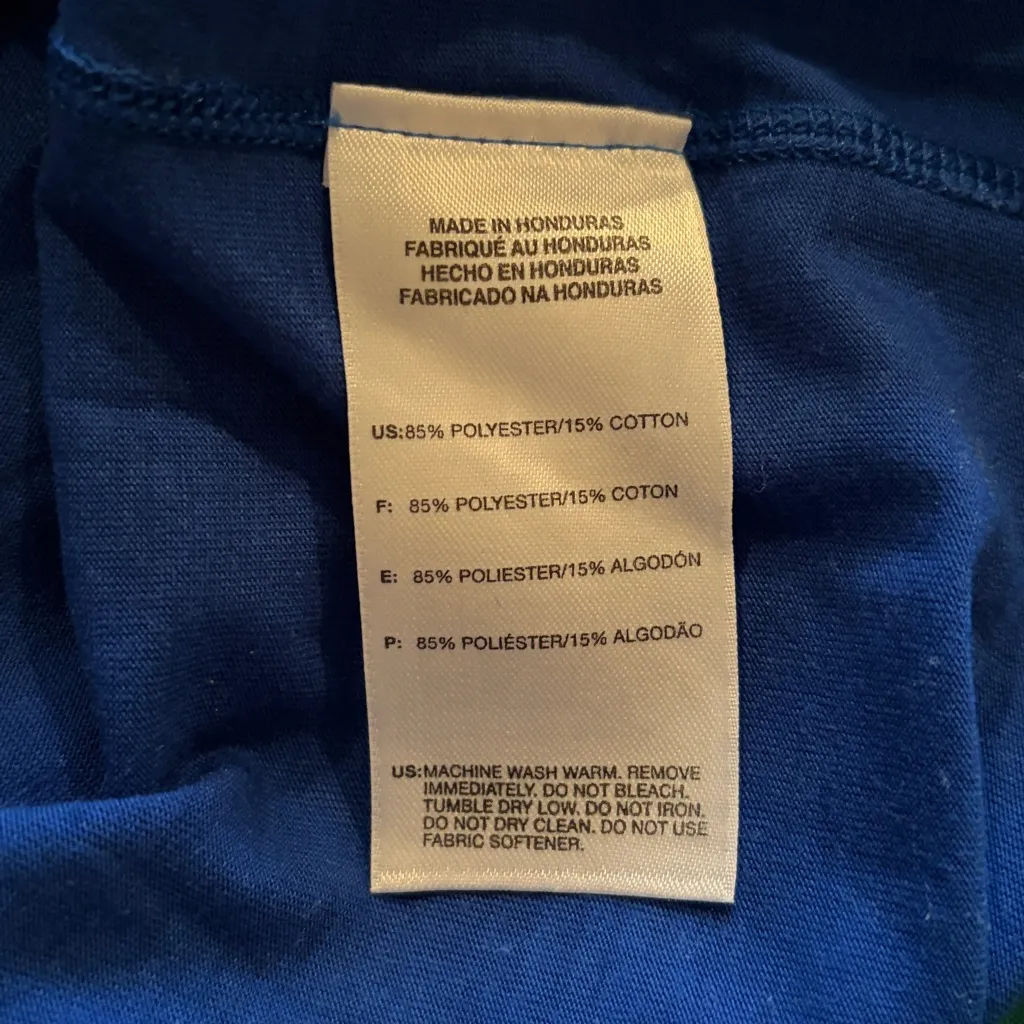 MADE IN HONDURAS
FABRIQUÉ AU HONDURAS
HECHO EN HONDURAS
FABRICADO NA HONDURAS
US:85% POLYESTER/15% COTTON
F: 85% POLYESTER/15% COTON
E: 85% POLIESTER/15% ALGODÓN
P: 85% POLIÉSTER/15% ALGODÃO
US:MACHINE WASH WARM. REMOVE
IMMEDIATELY. DO NOT BLEACH.
TUMBLE DRY LOW. DO NOT IRON.
DO NOT DRY CLEAN. DO NOT USE
FABRIC SOFTENER.